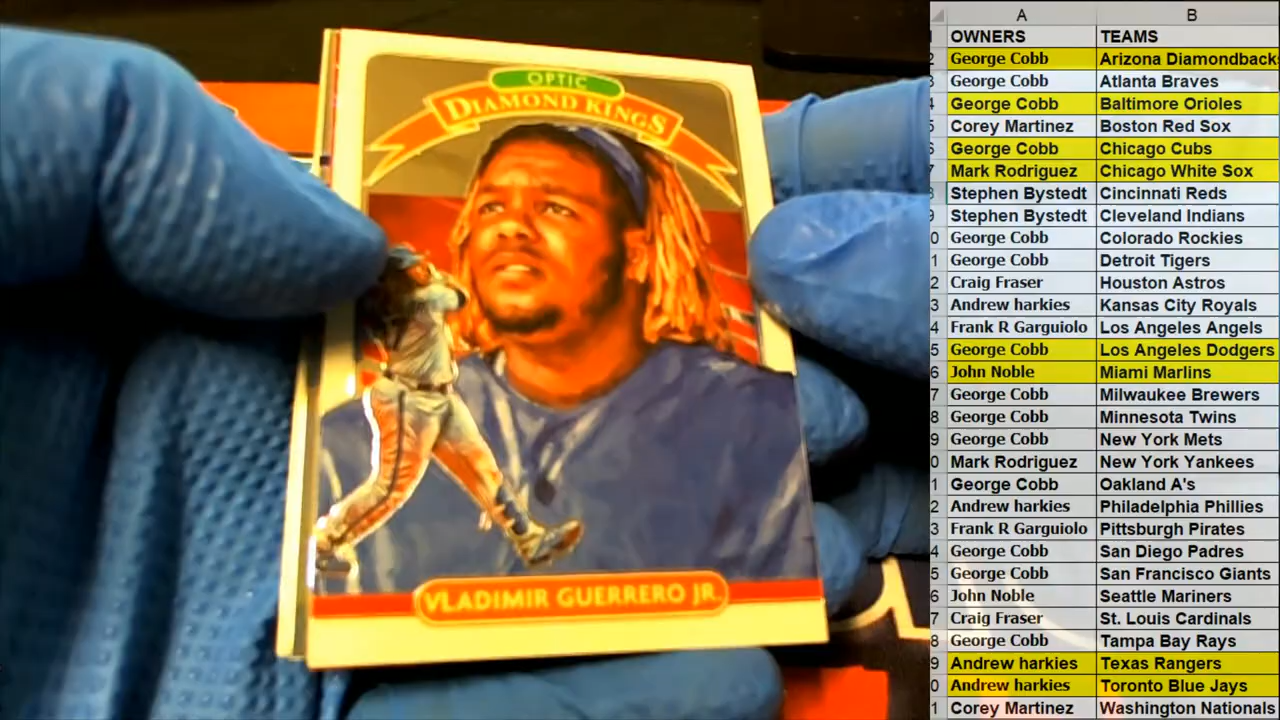 OPTIC
DIAMOND KINGS
VLADIMIR GUERRERO JR.
A B
OWNERS TEAMS
2 George Cobb Arizona Diamondbacks
3 George Cobb Atlanta Braves
4 George Cobb Baltimore Orioles
5 Corey Martinez Boston Red Sox
6 George Cobb Chicago Cubs
7 Mark Rodriguez Chicago White Sox
8 Stephen Bystedt Cincinnati Reds
9 Stephen Bystedt Cleveland Indians
0 George Cobb Colorado Rockies
1 George Cobb Detroit Tigers
2 Craig Fraser Houston Astros
3 Andrew harkies Kansas City Royals
4 Frank R Garguiolo Los Angeles Angels
5 George Cobb Los Angeles Dodgers
6 John Noble Miami Marlins
7 George Cobb Milwaukee Brewers
8 George Cobb Minnesota Twins
9 George Cobb New York Mets
0 Mark Rodriguez New York Yankees
1 George Cobb Oakland A's
2 Andrew harkies Philadelphia Phillies
3 Frank R Garguiolo Pittsburgh Pirates
4 George Cobb San Diego Padres
5 George Cobb San Francisco Giants
6 John Noble Seattle Mariners
7 Craig Fraser St. Louis Cardinals
8 George Cobb Tampa Bay Rays
9 Andrew harkies Texas Rangers
0 Andrew harkies Toronto Blue Jays
1 Corey Martinez Washington Nationals